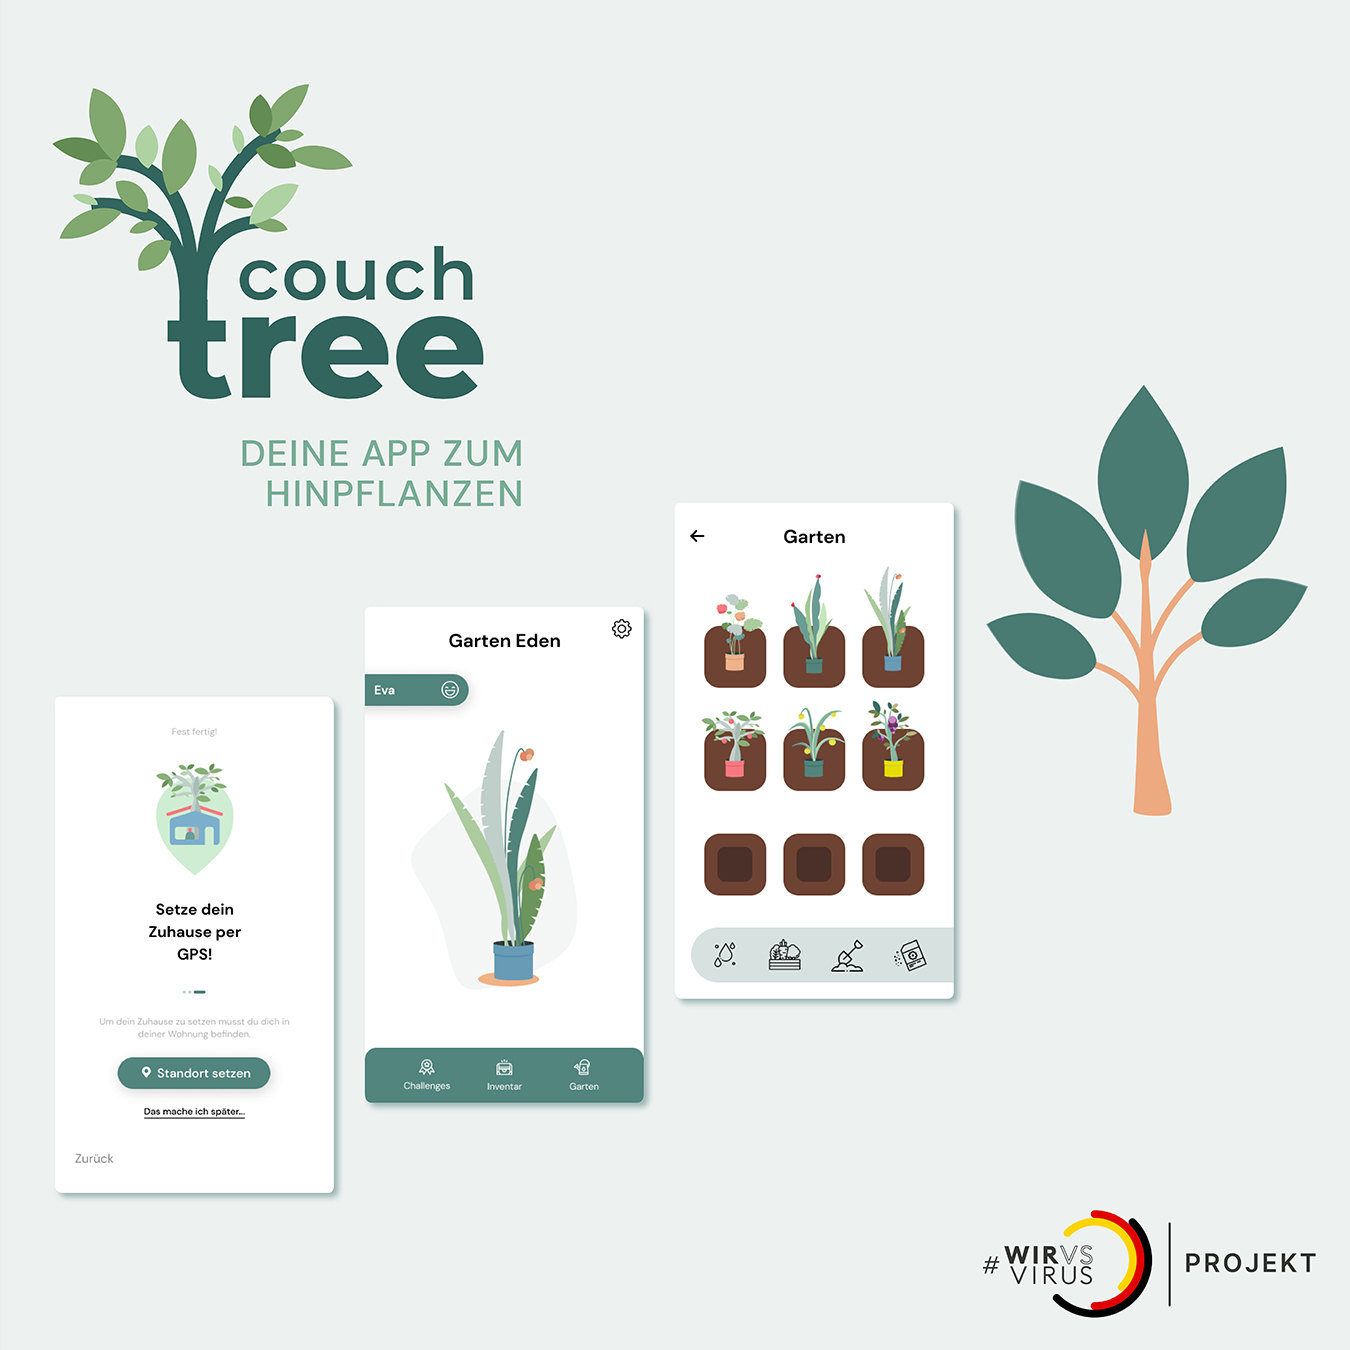 couch
tree
DEINE APP ZUM
HINPFLANZEN
Fest fertig!
Setze dein
Zuhause per
GPS!
Um dein Zuhause zu setzen musst du dich in
deiner Wohnung befinden.
Standort setzen
Das mache ich später...
Zurück
Garten Eden
Eva
Challenges
Inventar
Garten
Garten
#WIRVS
VIRUS
PROJEKT